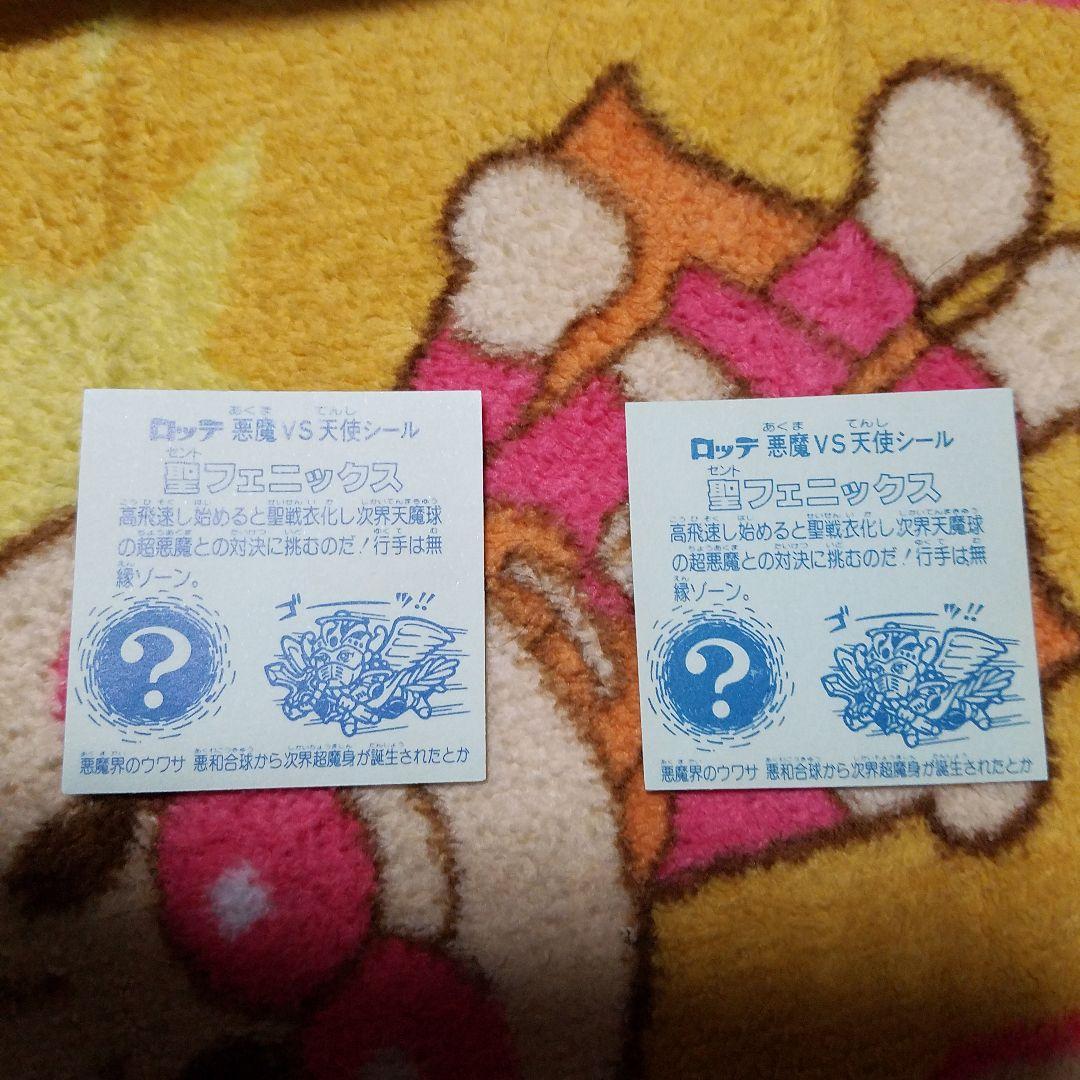 ロッテ 悪魔VS天使シール
聖フェニックス
高飛速し始めると聖戦衣化し次界天魔球
の超悪魔との対決に挑むのだ！行手は無
縁ゾーン。
?
ゴーーッ!!
悪魔界のウワサ 悪和合球から次界超魔身が誕生されたとか
ロッテ 悪魔VS天使シール
聖フェニックス
高飛速し始めると聖戦衣化し次界天魔球
の超悪魔との対決に挑むのだ！行手は無
縁ゾーン。
?
ゴーーッ!!
悪魔界のウワサ 悪和合球から次界超魔身が誕生されたとか